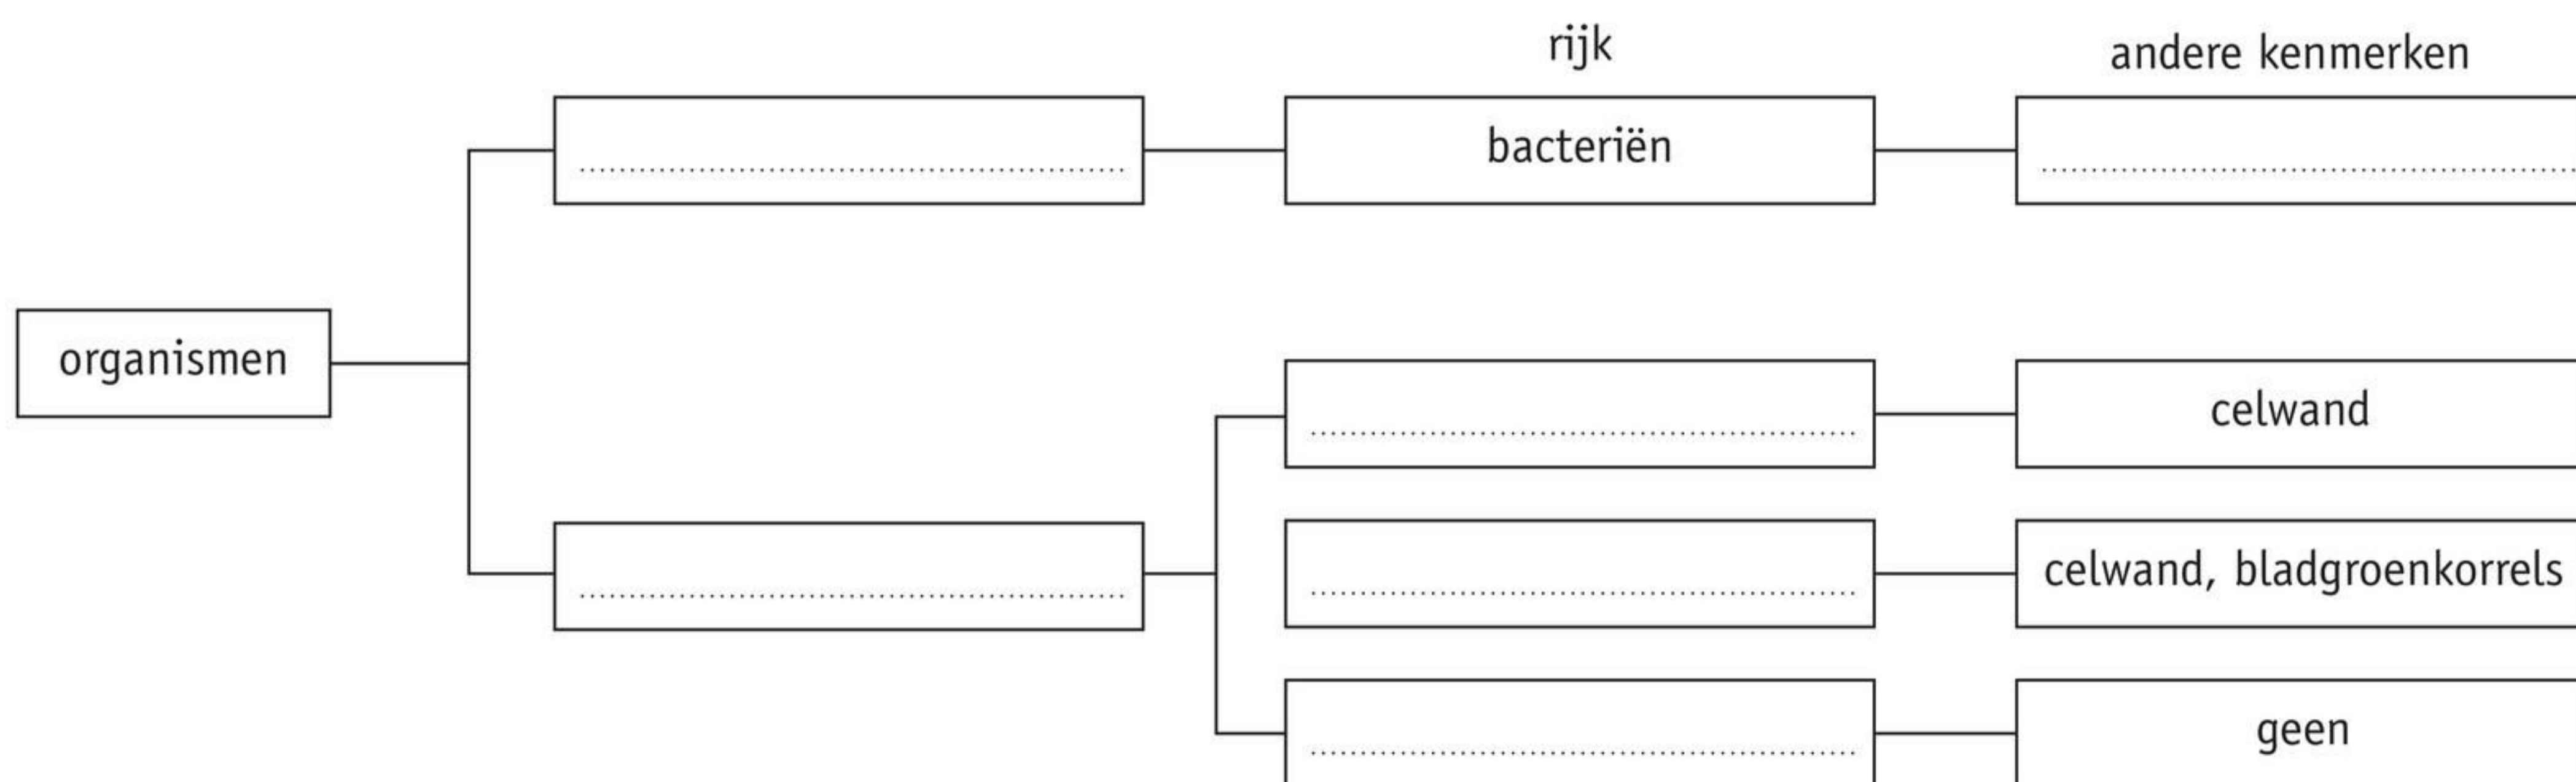 rijk
andere kenmerken
bacteriën
organismen
celwand
celwand, bladgroenkorrels
geen